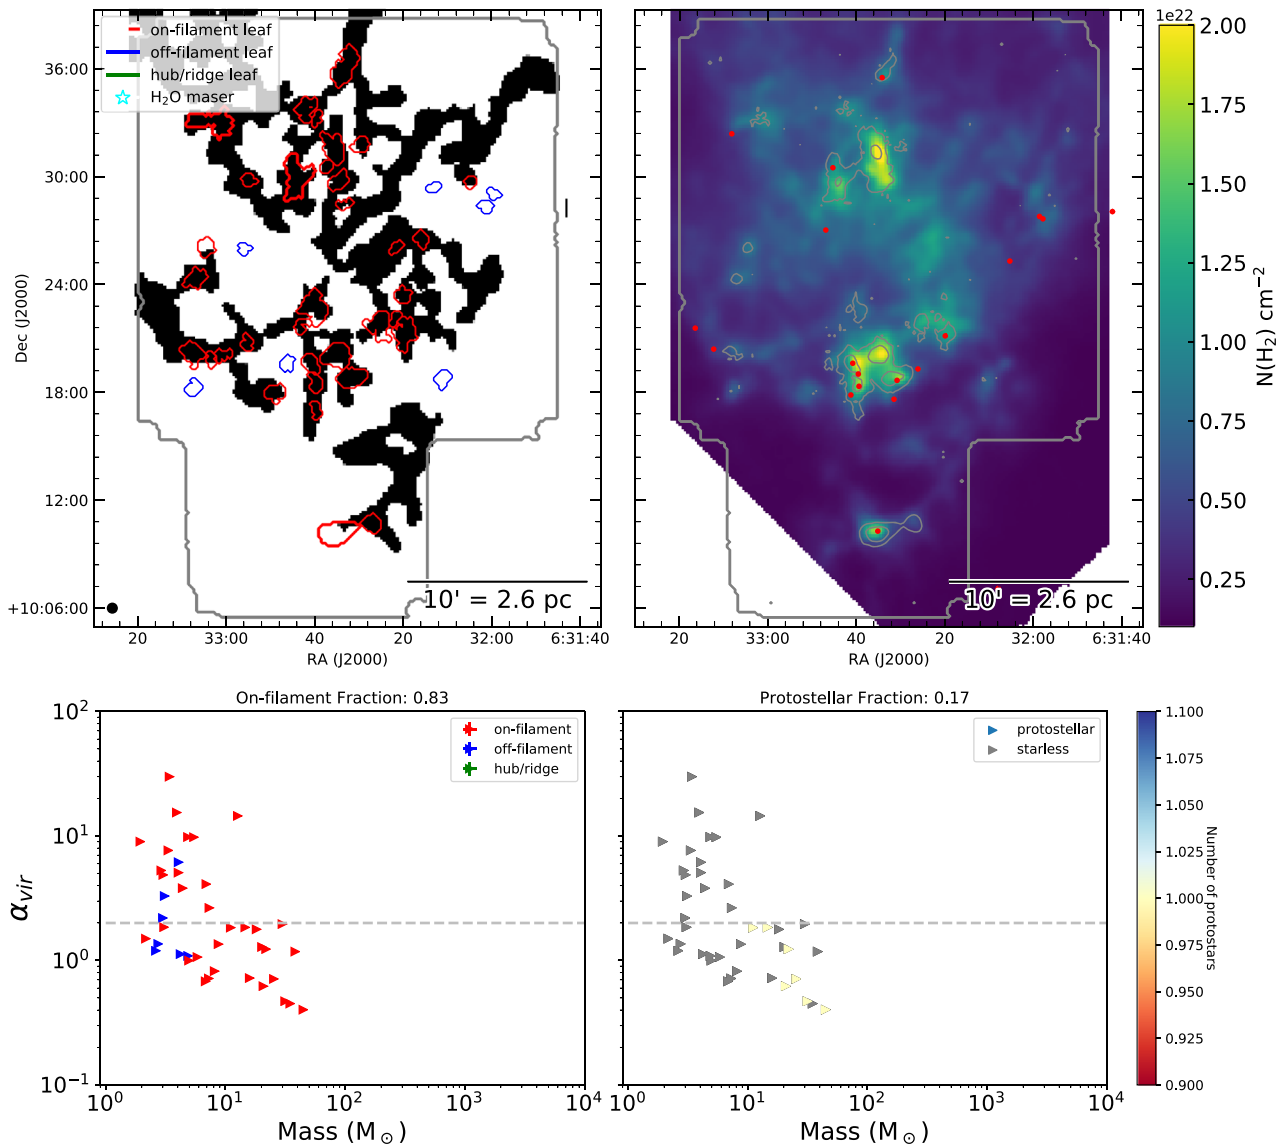 on-filament leaf
off-filament leaf
hub/ridge leaf
H₂O maser
36:00
30:00
24:00
18:00
12:00
+10:06:00
Dec (J2000)
10' = 2.6 pc
20
33:00
40
20
32:00
6:31:40
RA (J2000)
10' = 2.6 pc
20
33:00
40
20
32:00
6:31:40
RA (J2000)
1e22
2.00
1.75
1.50
1.25
1.00
0.75
0.50
0.25
N(H₂) cm⁻²
On-filament Fraction: 0.83
on-filament
off-filament
hub/ridge
10²
10¹
10⁰
10⁻¹
α_vir
10⁰
10¹
10²
10³
10⁴
Mass (M⊙)
Protostellar Fraction: 0.17
protostellar
starless
10⁰
10¹
10²
10³
10⁴
Mass (M⊙)
1.100
1.075
1.050
1.025
1.000
0.975
0.950
0.925
0.900
Number of protostars